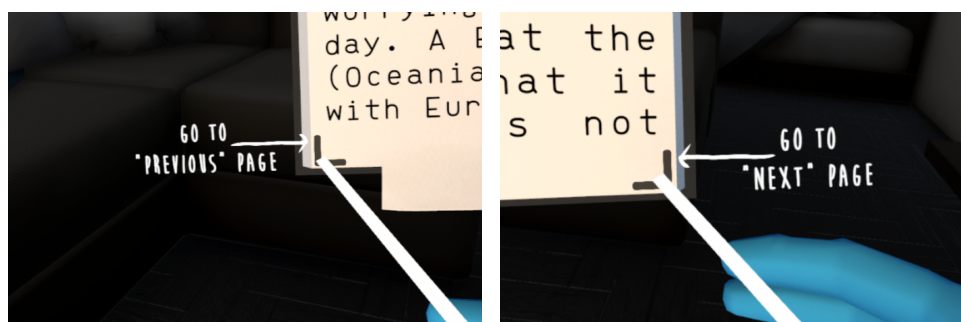 worrying
day. A
(Oceania
with Eur
GO TO
"PREVIOUS" PAGE
at the
hat it
s not
GO TO
"NEXT" PAGE